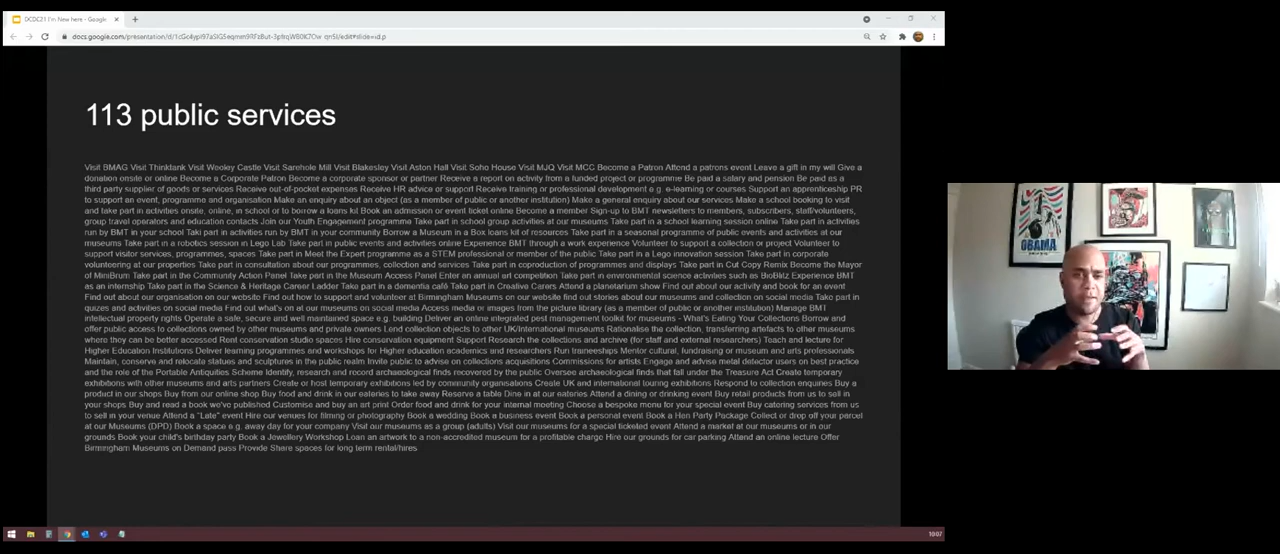 DCDC21 I'm New here - Google
113 public services
Visit BMAG Visit Thinktank Visit Weoley Castle Visit Sarehole Mill Visit Blakesley Visit Aston Hall Visit Soho House Visit MJQ Visit MCC Become a Patron Attend a patrons event Leave a gift in my will Give a
donation onsite or online Become a Corporate Patron Become a corporate sponsor or partner Receive a report on activity from a funded project or programme Be paid a salary and pension Be paid as a
third party supplier of goods or services Receive out-of-pocket expenses Receive HR advice or support Receive training or professional development e.g. e-learning or courses Support an apprenticeship PR
to support an event, programme and organisation Make an enquiry about an object (as a member of public or another institution) Make a general enquiry about our services Make a school booking to visit
and take part in activities onsite, online, in school or to borrow a loans kit Book an admission or event ticket online Become a member Sign-up to BMT newsletters to members, subscribers, staff/volunteers,
group travel operators and education contacts Join our Youth Engagement programme Take part in school group activities at our museums Take part in a school learning session online Take part in activities
run by BMT in your school Taki part in activities run by BMT in your community Borrow a Museum in a Box loans kit of resources Take part in a seasonal programme of public events and activities at our
museums Take part in a robotics session in Lego Lab Take part in public events and activities online Experience BMT through a work experience Volunteer to support a collection or project Volunteer to
support visitor services, programmes, spaces Take part in Meet the Expert programme as a STEM professional or member of the public Take part in a Lego innovation session Take part in corporate
volunteering at our properties Take part in consultation about our programmes, collection and services Take part in coproduction of programmes and displays Take part in Cut Copy Remix Become the Mayor
of MiniBrum Take part in the Community Action Panel Take part in the Museum Access Panel Enter an annual art competition Take part in environmental science activities such as BioBlitz Experience BMT
as an internship Take part in the Science & Heritage Career Ladder Take part in a dementia café Take part in Creative Carers Attend a planetarium show Find out about our activity and book for an event
Find out about our organisation on our website Find out how to support and volunteer at Birmingham Museums on our website find out stories about our museums and collection on social media Take part in
quizes and activities on social media Find out what's on at our museums on social media Access media or images from the picture library (as a member of public or another institution) Manage BMT
intellectual property rights Operate a safe, secure and well maintained space e.g. building Deliver an online integrated pest management toolkit for museums - What's Eating Your Collections Borrow and
offer public access to collections owned by other museums and private owners Lend collection objects to other UK/International museums Rationalise the collection, transferring artefacts to other museums
where they can be better accessed Rent conservation studio spaces Hire conservation equipment Support Research the collections and archive (for staff and external researchers) Teach and lecture for
Higher Education Institutions Deliver learning programmes and workshops for Higher education academics and researchers Run traineeships Mentor cultural, fundraising or museum and arts professionals
Maintain, conserve and relocate statues and sculptures in the public realm Invite public to advise on collections acquisitions Commissions for artists Engage and advise metal detector users on best practice
and the role of the Portable Antiquities Scheme Identify, research and record archaeological finds recovered by the public Oversee archaeological finds that fall under the Treasure Act Create temporary
exhibitions with other museums and arts partners Create or host temporary exhibitions led by community organisations Create UK and international touring exhibitions Respond to collection enquiries Buy a
product in our shops Buy from our online shop Buy food and drink in our eateries to take away Reserve a table Dine in at our eateries Attend a dining or drinking event Buy retail products from us to sell in
your shops Buy and read a book we've published Customise and buy an art print Order food and drink for your internal meeting Choose a bespoke menu for your special event Buy catering services from us
to sell in your venue Attend a "Late" event Hire our venues for filming or photography Book a wedding Book a business event Book a personal event Book a Hen Party Package Collect or drop off your parcel
at our Museums (DPD) Book a space e.g. away day for your company Visit our museums as a group (adults) Visit our museums for a special ticketed event Attend a market at our museums or in our
grounds Book your child's birthday party Book a Jewellery Workshop Loan an artwork to a non-accredited museum for a profitable charge Hire our grounds for car parking Attend an online lecture Offer
Birmingham Museums on Demand pass Provide Share spaces for long term rental/hires
OBAMA
10:07